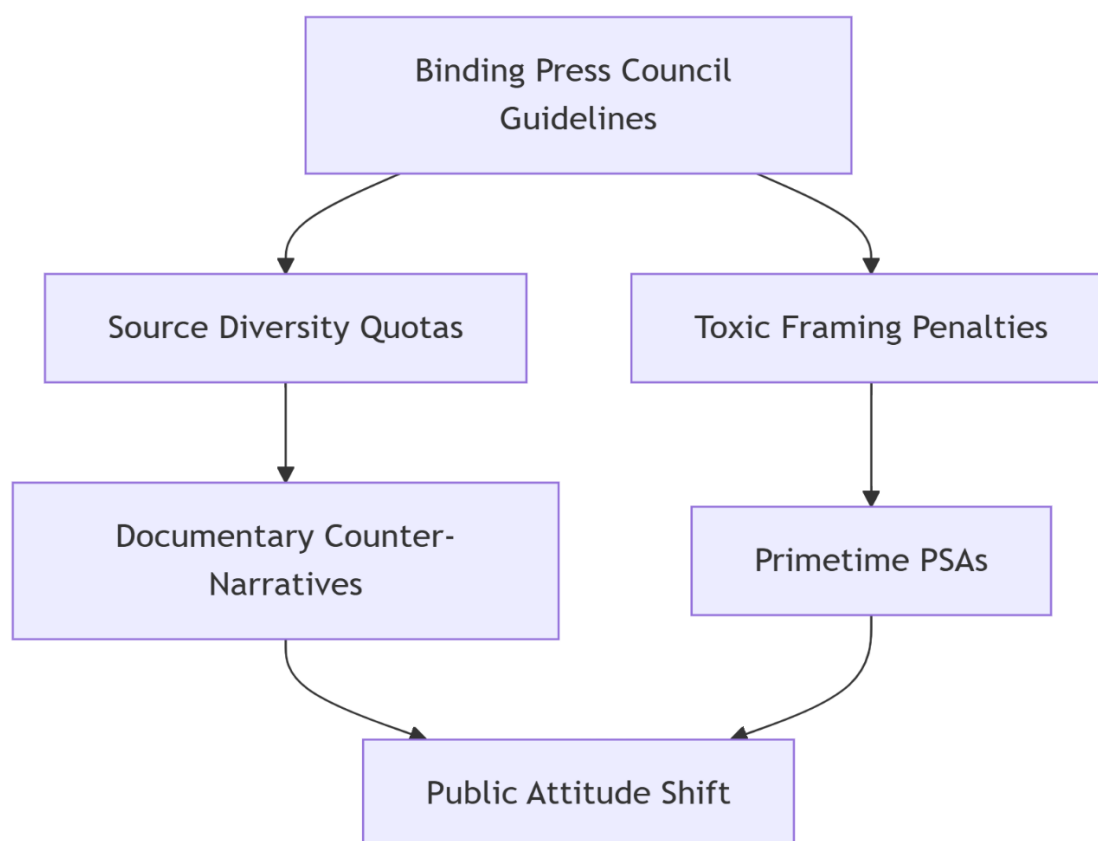 Binding Press Council
Guidelines
Source Diversity Quotas
Toxic Framing Penalties
Documentary Counter-
Narratives
Primetime PSAs
Public Attitude Shift